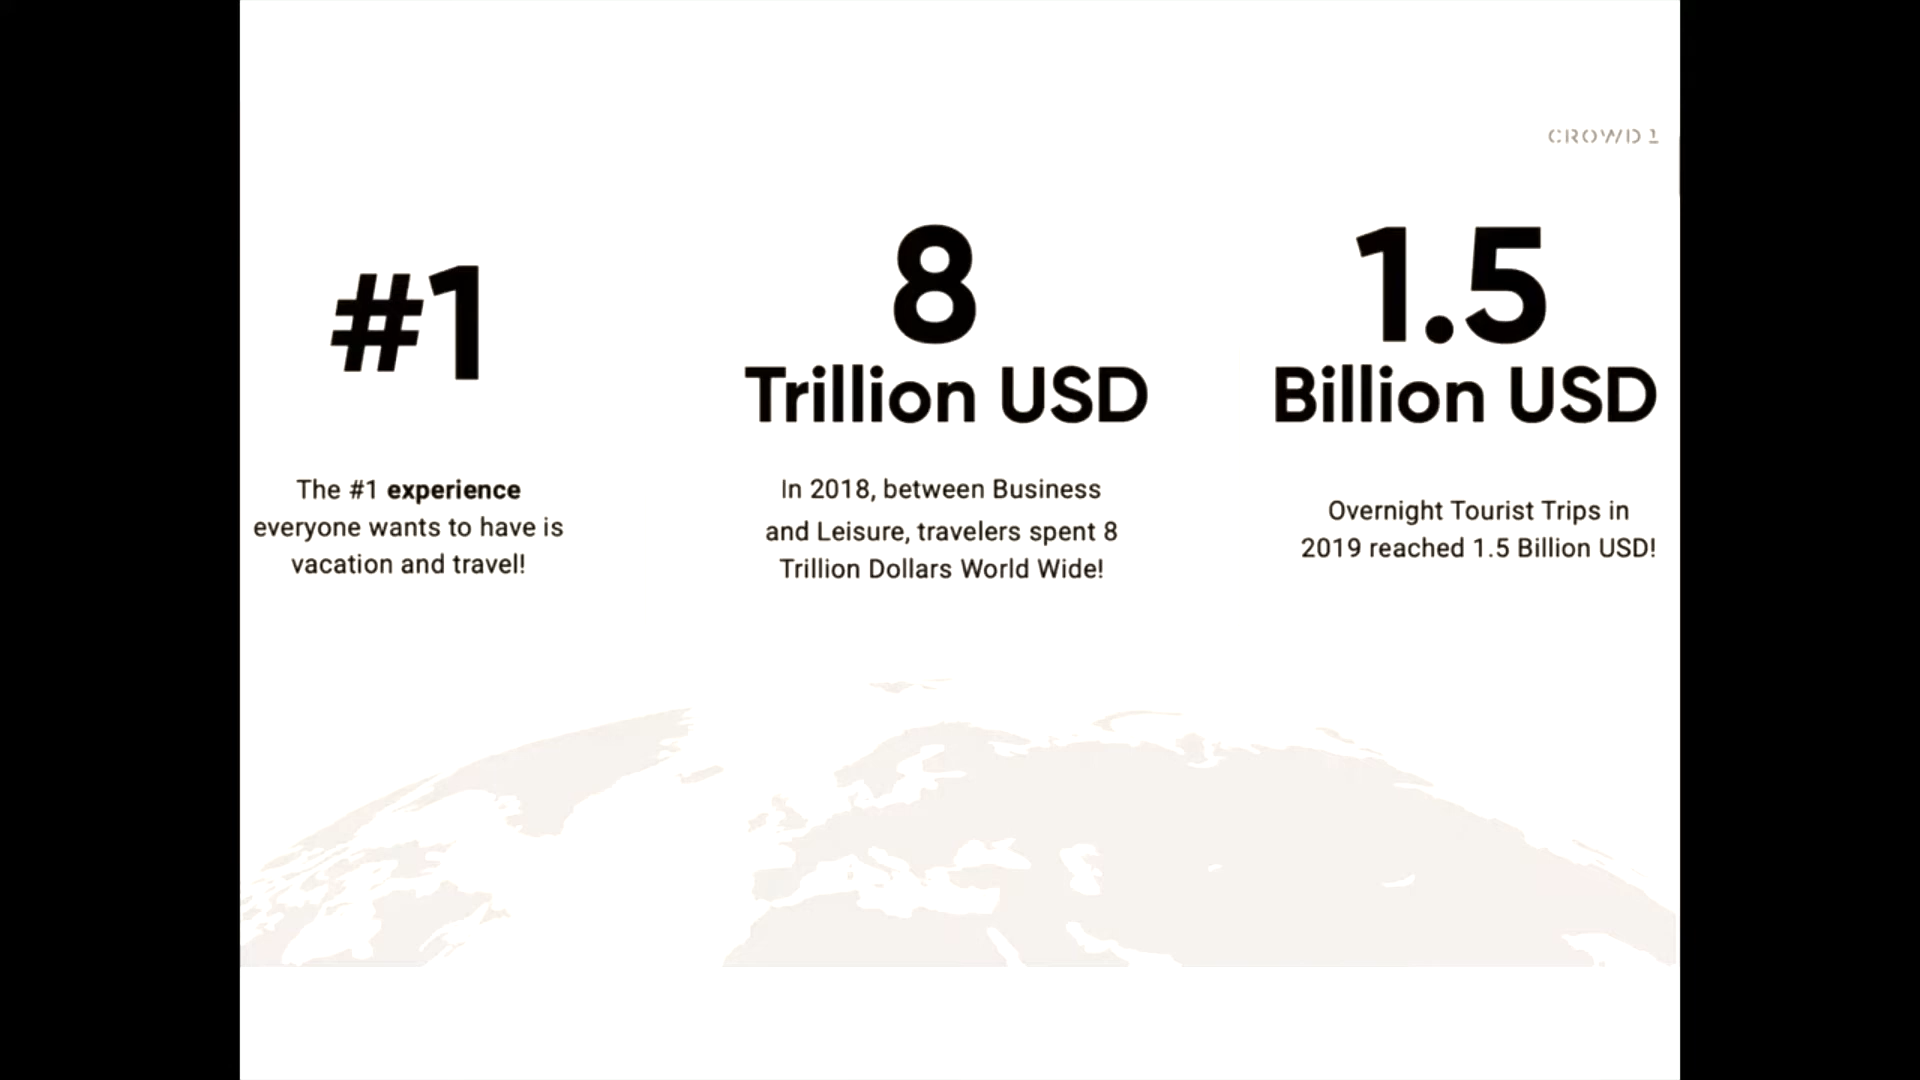 CROWD1
#1
The #1 experience
everyone wants to have is
vacation and travel!
8
Trillion USD
In 2018, between Business
and Leisure, travelers spent 8
Trillion Dollars World Wide!
1.5
Billion USD
Overnight Tourist Trips in
2019 reached 1.5 Billion USD!